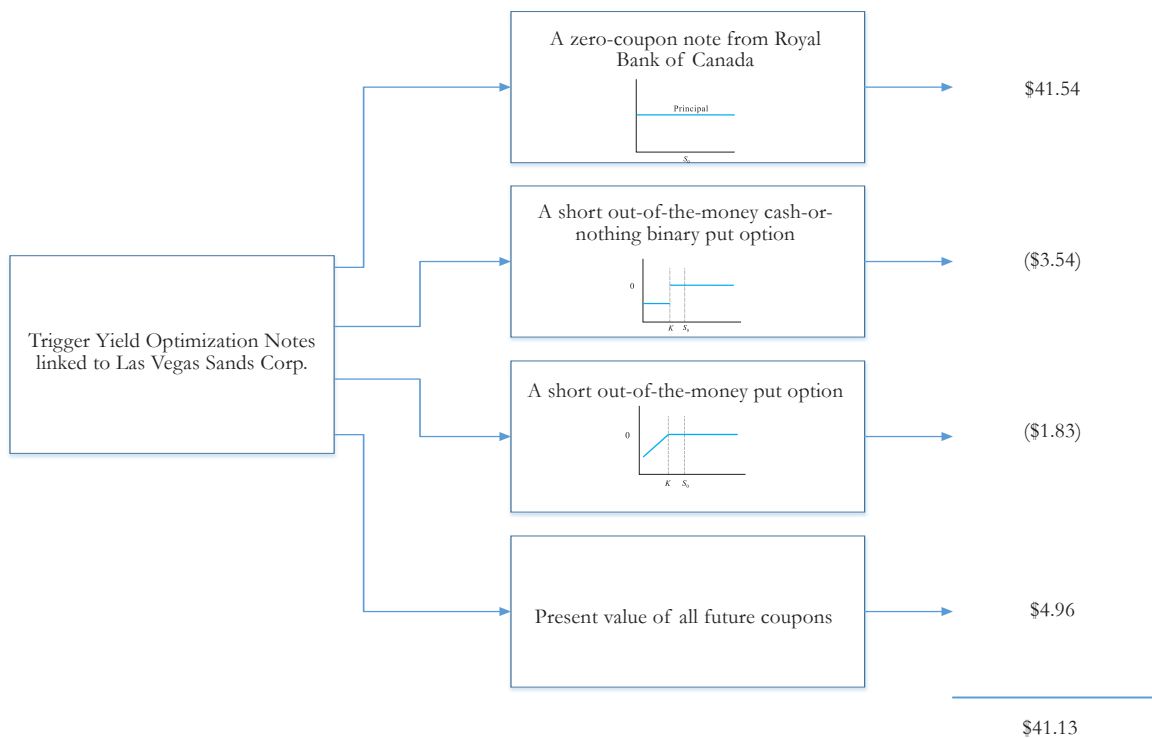 A zero-coupon note from Royal
Bank of Canada
Principal
S₀
$41.54
A short out-of-the-money cash-or-
nothing binary put option
0
K
S₀
($3.54)
Trigger Yield Optimization Notes
linked to Las Vegas Sands Corp.
A short out-of-the-money put option
0
K
S₀
($1.83)
Present value of all future coupons
$4.96
$41.13